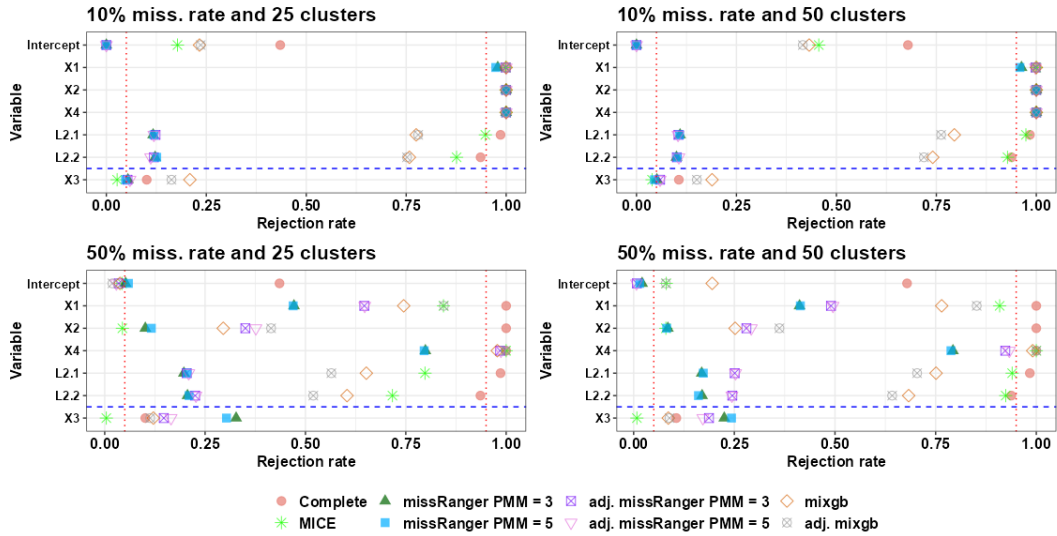 10% miss. rate and 25 clusters
10% miss. rate and 50 clusters
Variable
Intercept
X1
X2
X4
L2.1
L2.2
X3
0.00 0.25 0.50 0.75 1.00
Rejection rate
Variable
Intercept
X1
X2
X4
L2.1
L2.2
X3
0.00 0.25 0.50 0.75 1.00
Rejection rate
50% miss. rate and 25 clusters
50% miss. rate and 50 clusters
Variable
Intercept
X1
X2
X4
L2.1
L2.2
X3
0.00 0.25 0.50 0.75 1.00
Rejection rate
Variable
Intercept
X1
X2
X4
L2.1
L2.2
X3
0.00 0.25 0.50 0.75 1.00
Rejection rate
Complete missRanger PMM = 3 adj. missRanger PMM = 3 mixgb
MICE missRanger PMM = 5 adj. missRanger PMM = 5 adj. mixgb